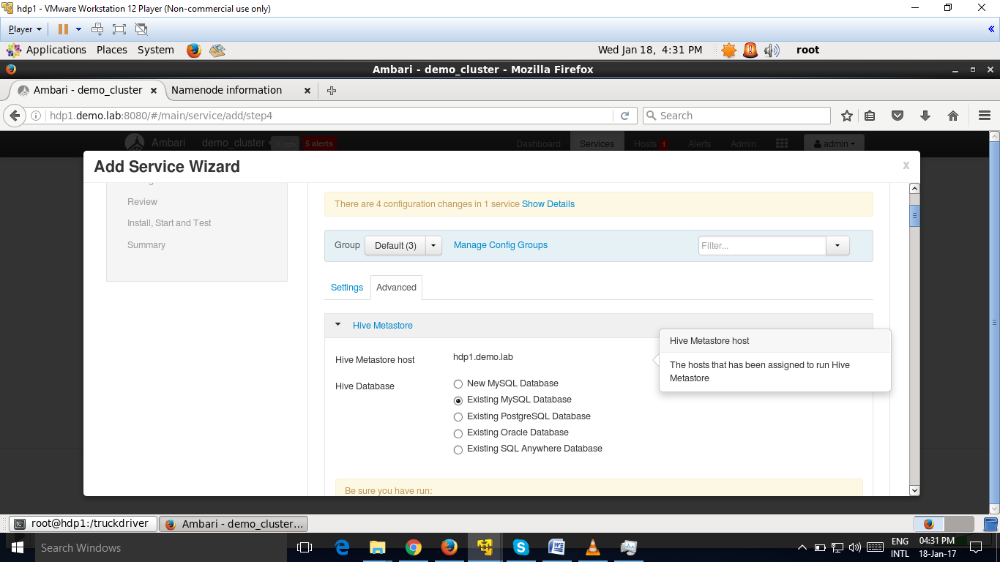 hdp1 - VMware Workstation 12 Player (Non-commercial use only)
Player
Applications Places System Wed Jan 18, 4:31 PM root
Ambari - demo_cluster - Mozilla Firefox
Ambari - demo_cluster Namenode information
hdp1.demo.lab:8080/#/main/service/add/step4 Search
Ambari demo_cluster 0 ops 5 alerts Dashboard Services Hosts 1 Alerts Admin admin
Add Service Wizard x
Review
Install, Start and Test
Summary
There are 4 configuration changes in 1 service Show Details
Group Default (3) Manage Config Groups Filter...
Settings Advanced
Hive Metastore
Hive Metastore host hdp1.demo.lab
Hive Metastore host
The hosts that has been assigned to run Hive
Metastore
Hive Database
New MySQL Database
Existing MySQL Database
Existing PostgreSQL Database
Existing Oracle Database
Existing SQL Anywhere Database
Be sure you have run:
root@hdp1:/truckdriver Ambari - demo_cluster...
Search Windows
ENG 04:31 PM
INTL 18-Jan-17